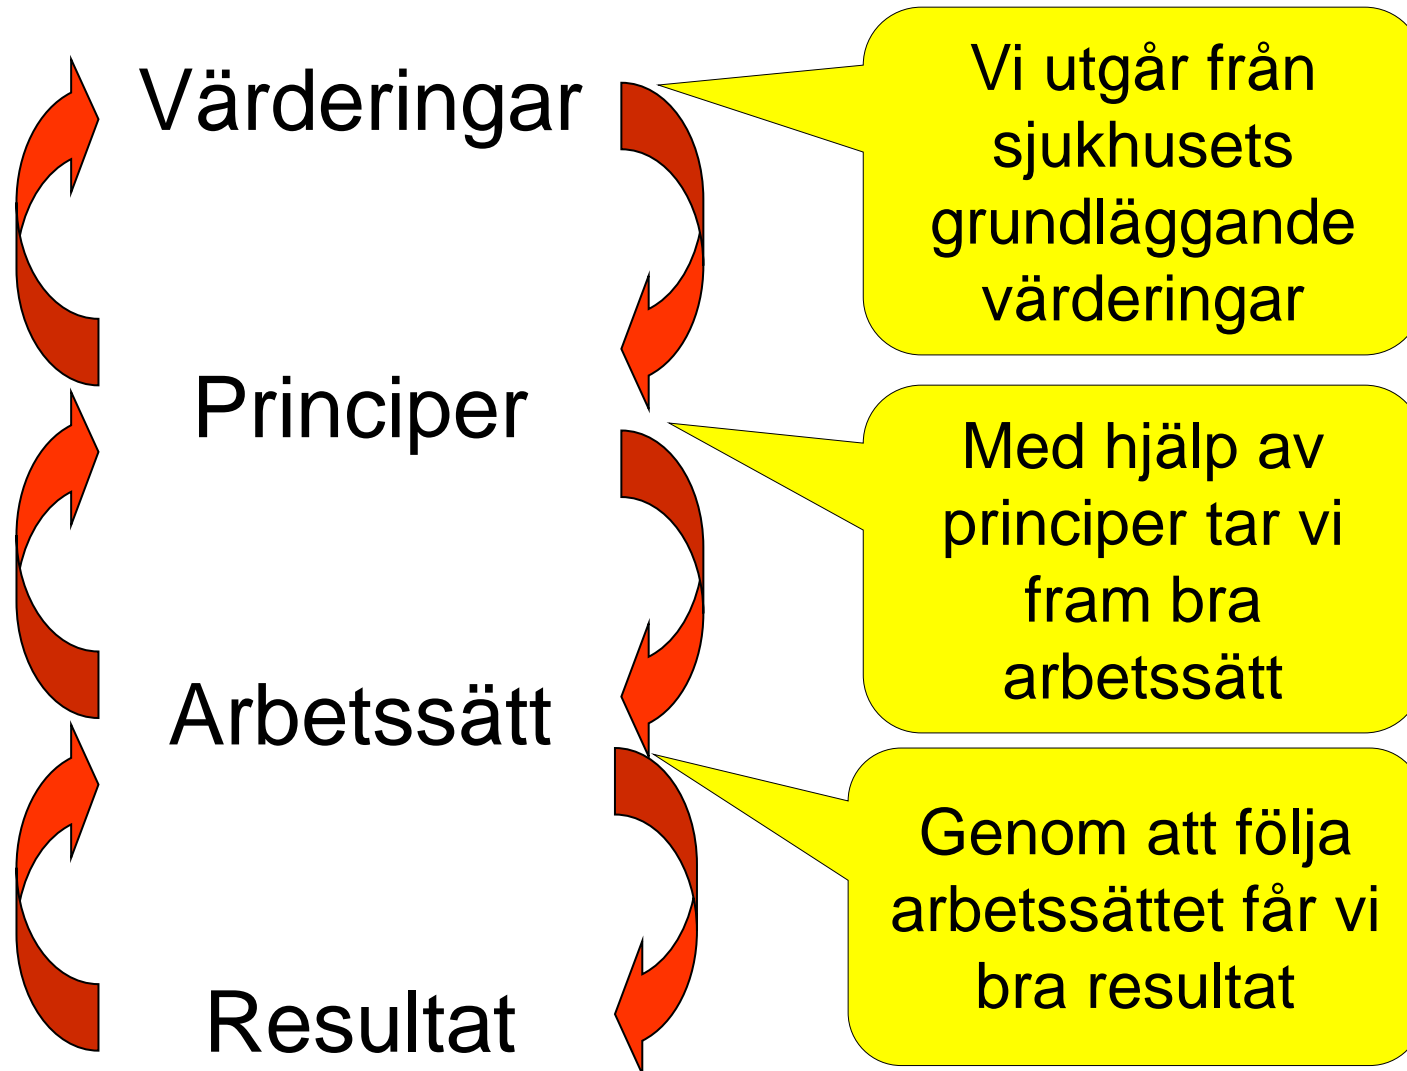 Värderingar
Vi utgår från
sjukhusets
grundläggande
värderingar
Principer
Med hjälp av
principer tar vi
fram bra
arbetssätt
Arbetssätt
Genom att följa
arbetssättet får vi
bra resultat
Resultat